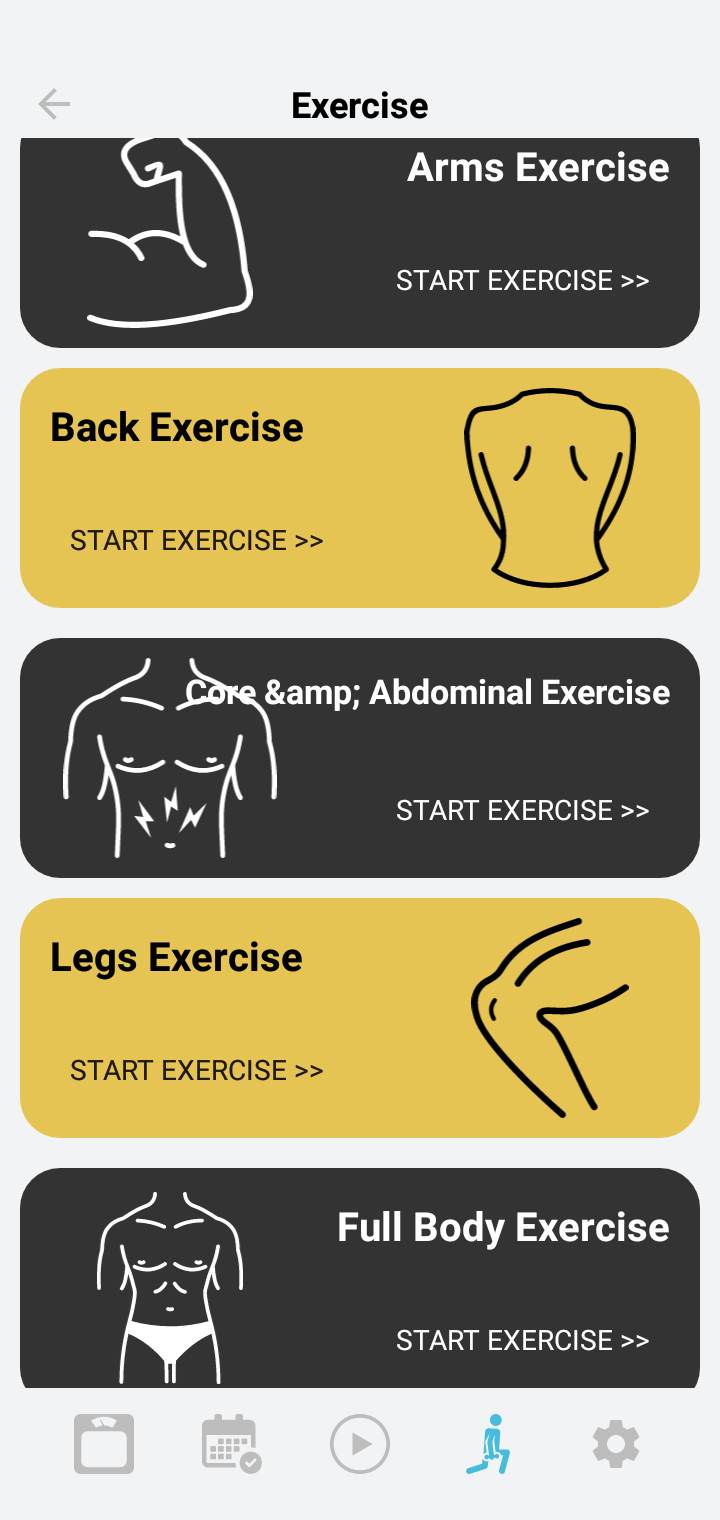 Exercise
Arms Exercise
START EXERCISE >>
Back Exercise
START EXERCISE >>
Core &amp; Abdominal Exercise
START EXERCISE >>
Legs Exercise
START EXERCISE >>
Full Body Exercise
START EXERCISE >>